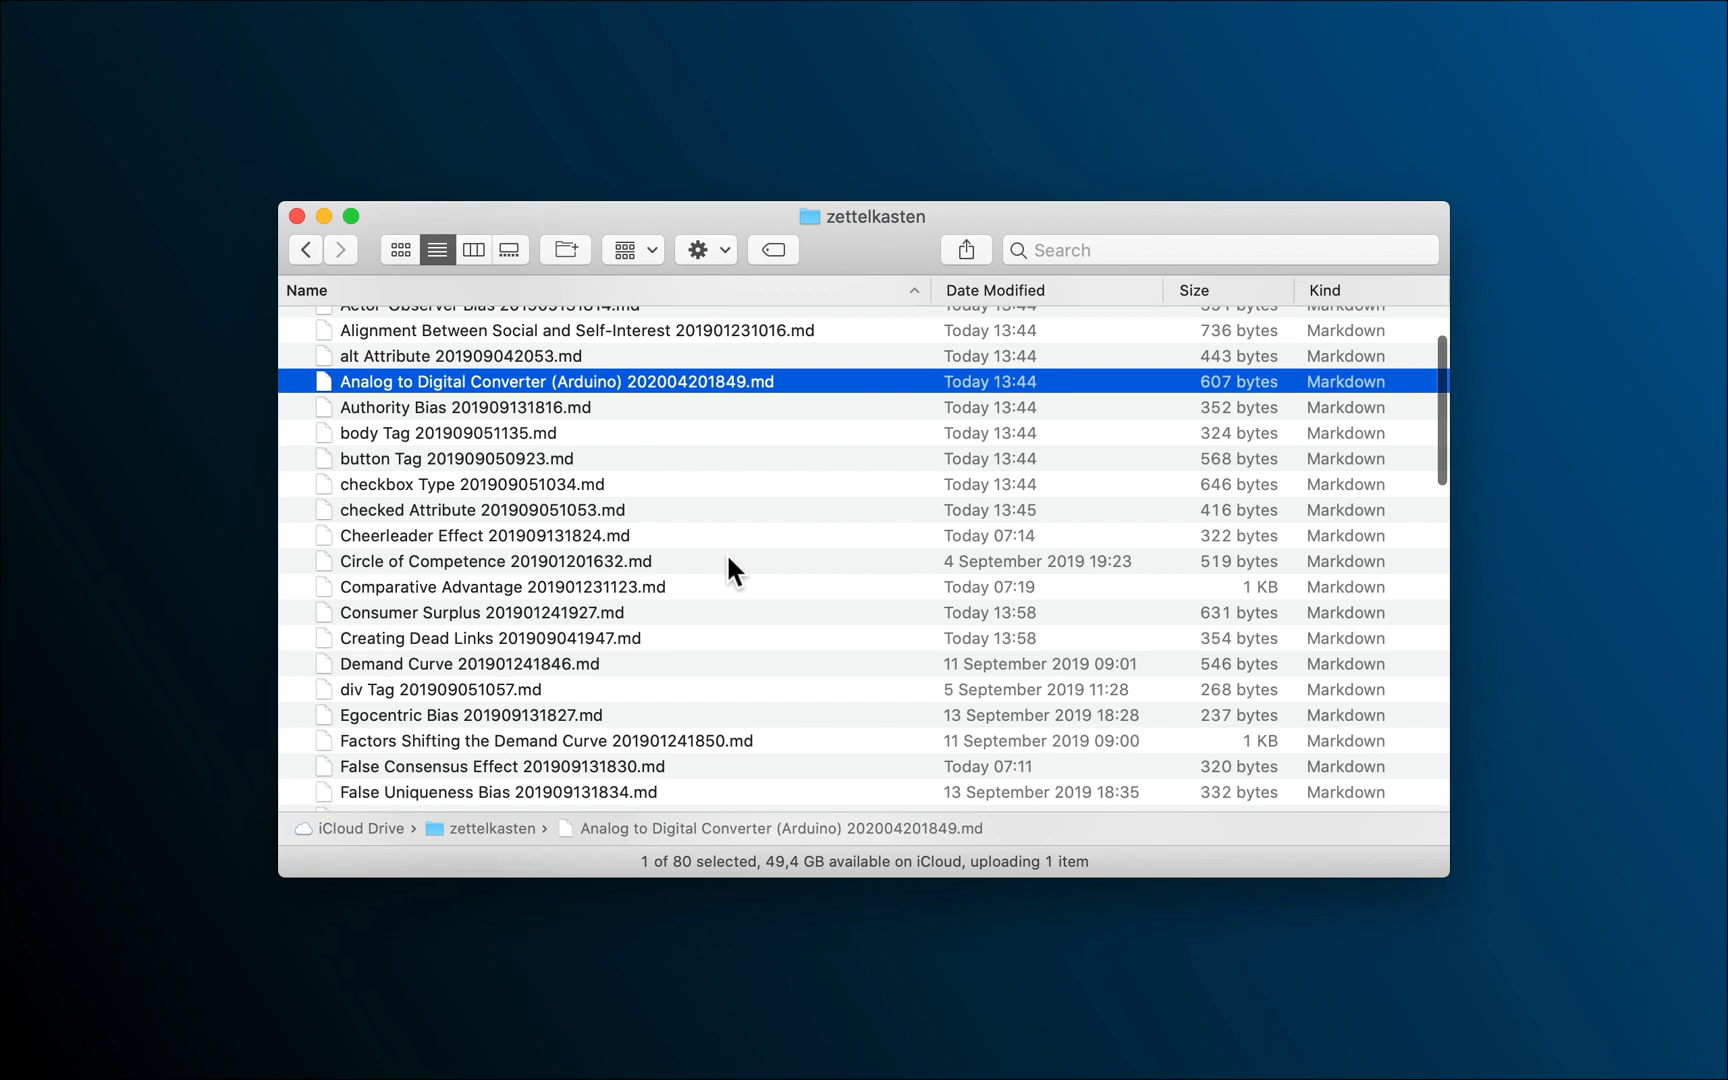 zettelkasten
Search
Name Date Modified Size Kind
Alignment Between Social and Self-Interest 201901231016.md Today 13:44 736 bytes Markdown
alt Attribute 201909042053.md Today 13:44 443 bytes Markdown
Analog to Digital Converter (Arduino) 202004201849.md Today 13:44 607 bytes Markdown
Authority Bias 201909131816.md Today 13:44 352 bytes Markdown
body Tag 201909051135.md Today 13:44 324 bytes Markdown
button Tag 201909050923.md Today 13:44 568 bytes Markdown
checkbox Type 201909051034.md Today 13:44 646 bytes Markdown
checked Attribute 201909051053.md Today 13:45 416 bytes Markdown
Cheerleader Effect 201909131824.md Today 07:14 322 bytes Markdown
Circle of Competence 201901201632.md 4 September 2019 19:23 519 bytes Markdown
Comparative Advantage 201901231123.md Today 07:19 1 KB Markdown
Consumer Surplus 201901241927.md Today 13:58 631 bytes Markdown
Creating Dead Links 201909041947.md Today 13:58 354 bytes Markdown
Demand Curve 201901241846.md 11 September 2019 09:01 546 bytes Markdown
div Tag 201909051057.md 5 September 2019 11:28 268 bytes Markdown
Egocentric Bias 201909131827.md 13 September 2019 18:28 237 bytes Markdown
Factors Shifting the Demand Curve 201901241850.md 11 September 2019 09:00 1 KB Markdown
False Consensus Effect 201909131830.md Today 07:11 320 bytes Markdown
False Uniqueness Bias 201909131834.md 13 September 2019 18:35 332 bytes Markdown
iCloud Drive › zettelkasten › Analog to Digital Converter (Arduino) 202004201849.md
1 of 80 selected, 49,4 GB available on iCloud, uploading 1 item